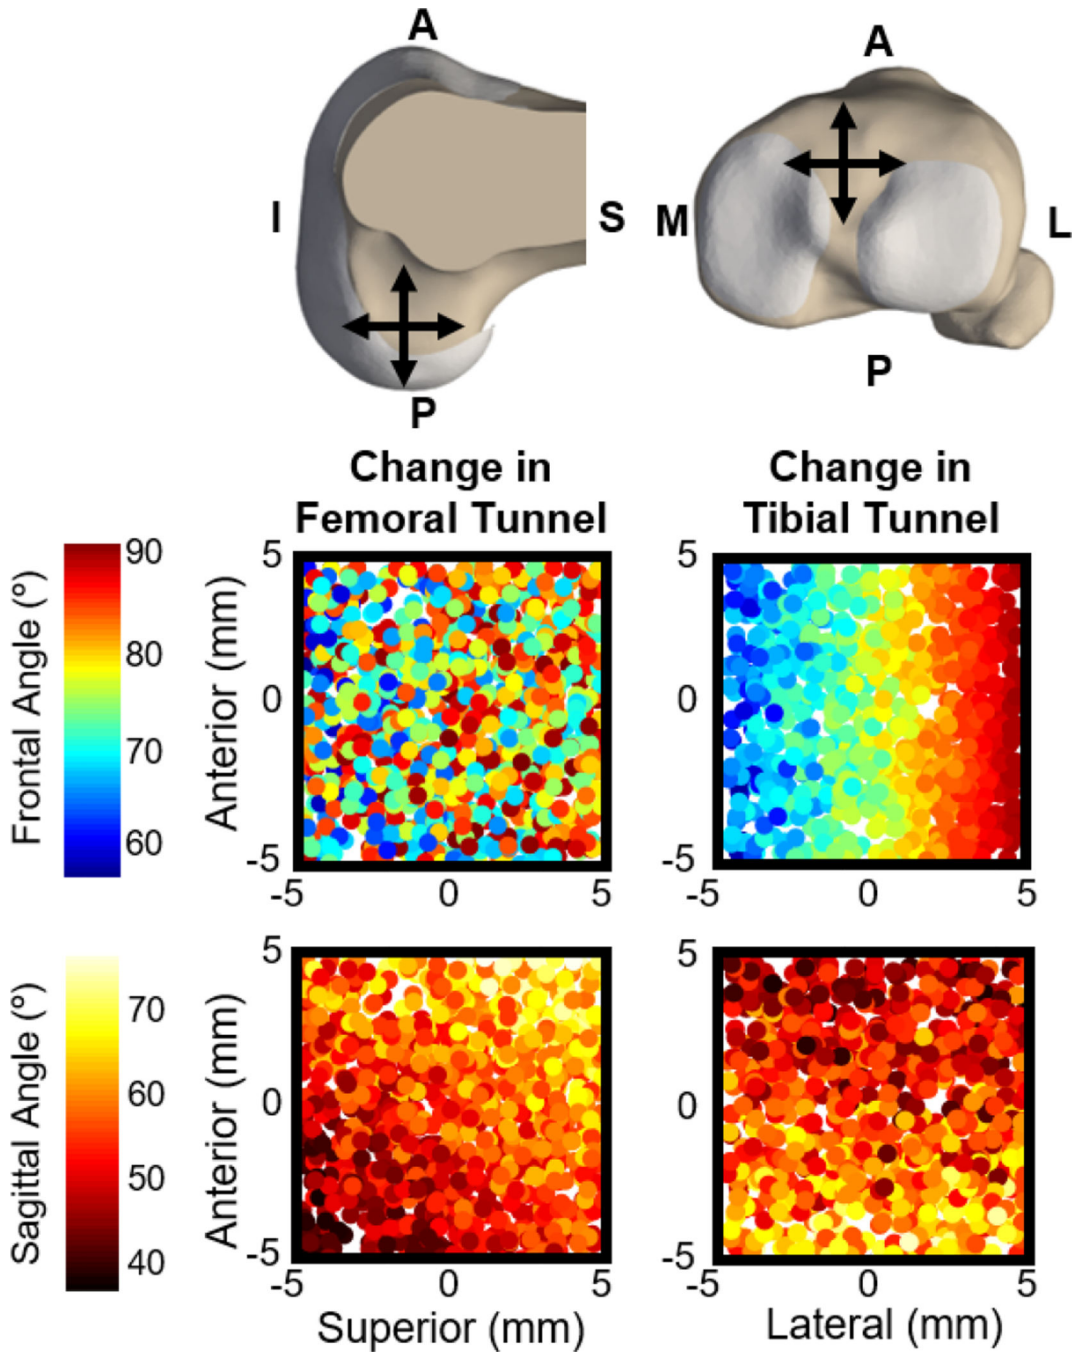 A
A
I
S
M
L
P
P
Change in
Femoral Tunnel
Change in
Tibial Tunnel
Frontal Angle (°)
90
80
70
60
Anterior (mm)
5
0
-5
-5
0
5
5
0
-5
-5
0
5
Sagittal Angle (°)
70
60
50
40
Anterior (mm)
5
0
-5
-5
0
5
Superior (mm)
5
0
-5
-5
0
5
Lateral (mm)